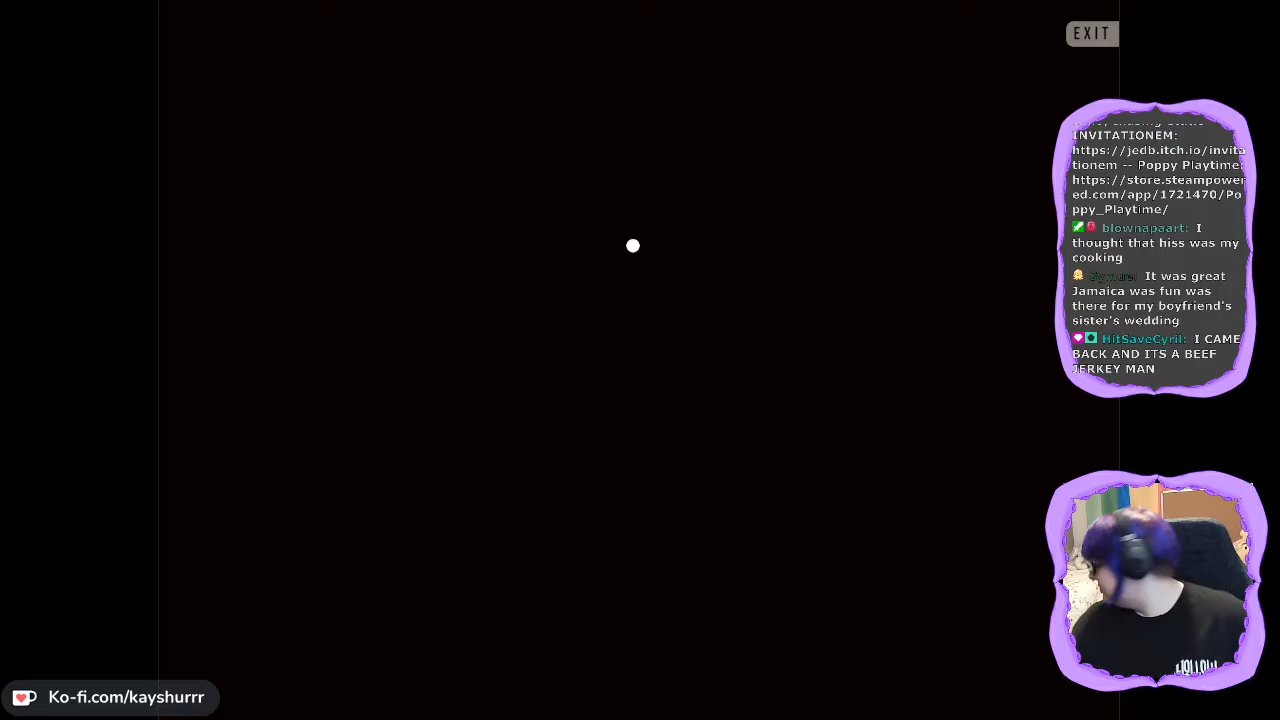 EXIT
INVITATIONEM:
https://jedb.itch.io/invita
tionem -- Poppy Playtime:
https://store.steampower
ed.com/app/1721470/Po
ppy_Playtime/
blownapaart: I
thought that hiss was my
cooking
It was great
Jamaica was fun was
there for my boyfriend's
sister's wedding
HitSaveCyril: I CAME
BACK AND ITS A BEEF
JERKEY MAN
Ko-fi.com/kayshurrr